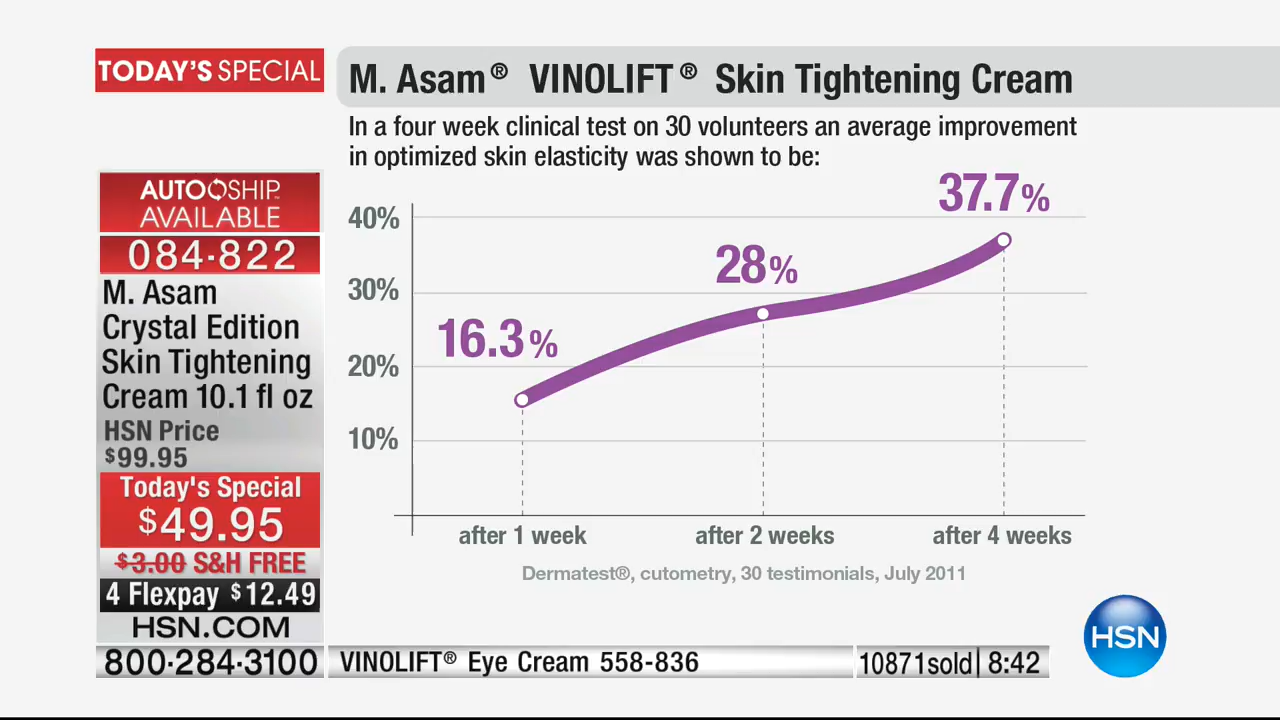 TODAY'S SPECIAL
M. Asam® VINOLIFT® Skin Tightening Cream
In a four week clinical test on 30 volunteers an average improvement
in optimized skin elasticity was shown to be:
AUTOSHIP
AVAILABLE
084-822
M. Asam
Crystal Edition
Skin Tightening
Cream 10.1 fl oz
HSN Price
$99.95
Today's Special
$49.95
$3.00 S&H FREE
4 Flexpay $12.49
HSN.COM
800-284-3100
40%
30%
20%
10%
16.3%
28%
37.7%
after 1 week
after 2 weeks
after 4 weeks
Dermatest®, cutometry, 30 testimonials, July 2011
HSN
VINOLIFT® Eye Cream 558-836
10871sold | 8:42